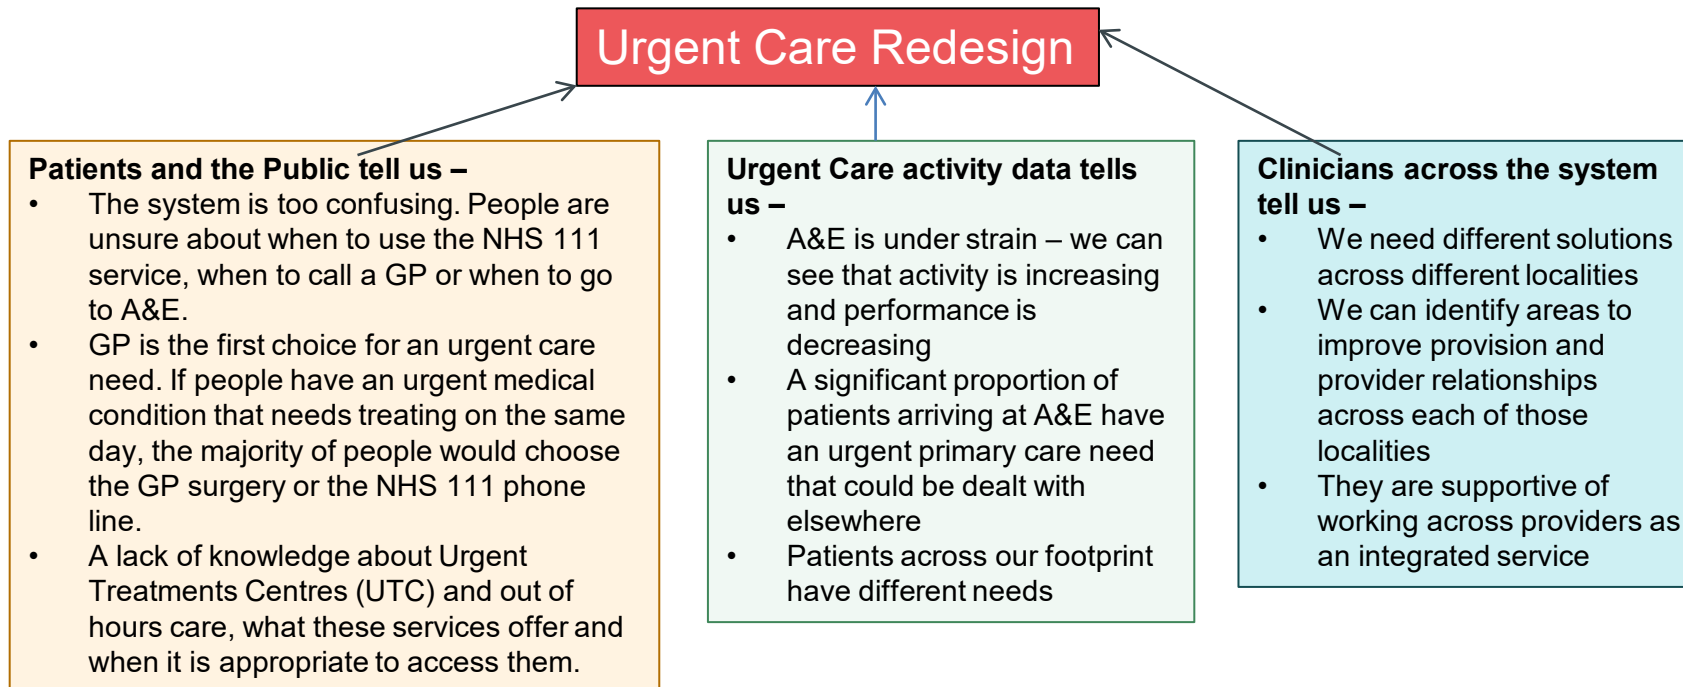 Urgent Care Redesign
Patients and the Public tell us –
• The system is too confusing. People are
unsure about when to use the NHS 111
service, when to call a GP or when to go
to A&E.
• GP is the first choice for an urgent care
need. If people have an urgent medical
condition that needs treating on the same
day, the majority of people would choose
the GP surgery or the NHS 111 phone
line.
• A lack of knowledge about Urgent
Treatments Centres (UTC) and out of
hours care, what these services offer and
when it is appropriate to access them.
Urgent Care activity data tells
us –
• A&E is under strain – we can
see that activity is increasing
and performance is
decreasing
• A significant proportion of
patients arriving at A&E have
an urgent primary care need
that could be dealt with
elsewhere
• Patients across our footprint
have different needs
Clinicians across the system
tell us –
• We need different solutions
across different localities
• We can identify areas to
improve provision and
provider relationships
across each of those
localities
• They are supportive of
working across providers as
an integrated service